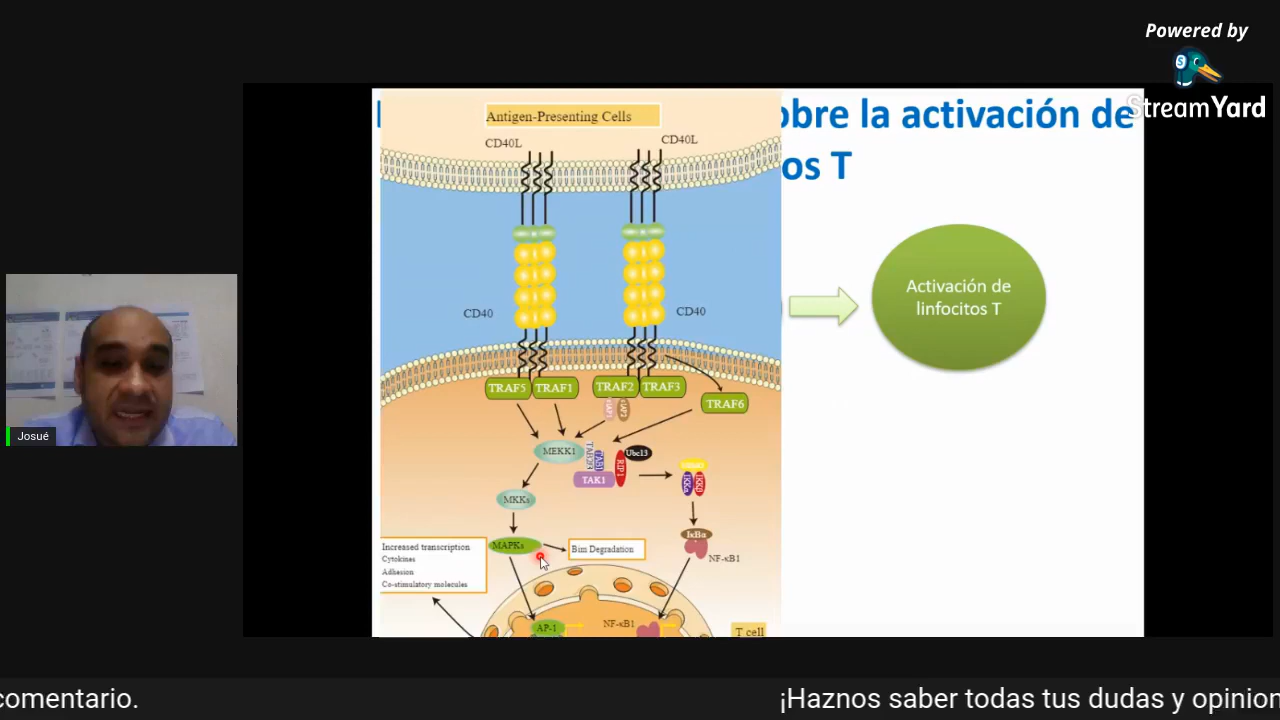 Powered by
StreamYard
obre la activación de
os T
Antigen-Presenting Cells
CD40L
CD40L
CD40
CD40
Activación de
linfocitos T
TRAF5
TRAF1
TRAF2
TRAF3
TRAF6
MEKK1
TAK1
RIP1
Ubc13
MKKs
IκBα
NF-κB1
MAPKs
Bim Degradation
Increased transcription
Cytokines
Adhesion
Co-stimulatory molecules
AP-1
NF-κB1
T cell
Josué
comentario.
¡Haznos saber todas tus dudas y opinion